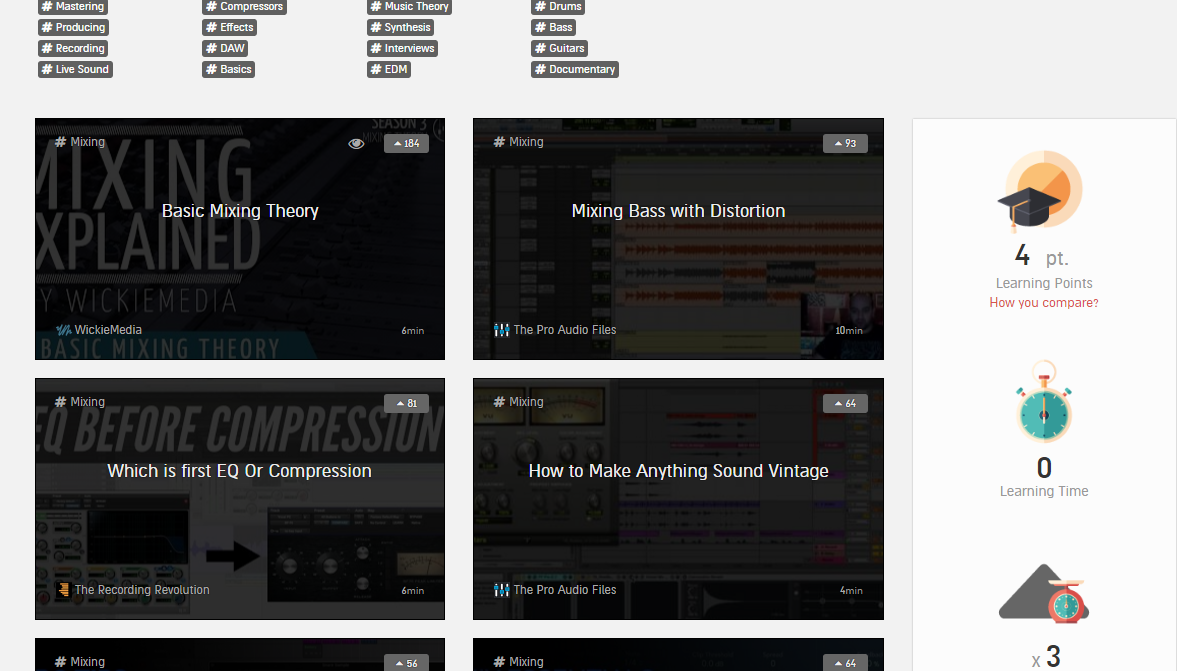 # Mastering
# Compressors
# Music Theory
# Drums
# Producing
# Effects
# Synthesis
# Bass
# Recording
# DAW
# Interviews
# Guitars
# Live Sound
# Basics
# EDM
# Documentary
# Mixing
184
SEASON 3
MIXING
EXPLAINED
BY WICKIEMEDIA
Basic Mixing Theory
WickieMedia
6min
BASIC MIXING THEORY
# Mixing
93
Mixing Bass with Distortion
The Pro Audio Files
10min
# Mixing
81
EQ BEFORE COMPRESSION
Which is first EQ Or Compression
The Recording Revolution
6min
# Mixing
64
VU
VU
How to Make Anything Sound Vintage
The Pro Audio Files
4min
# Mixing
56
# Mixing
64
4 pt.
Learning Points
How you compare?
0
Learning Time
x 3